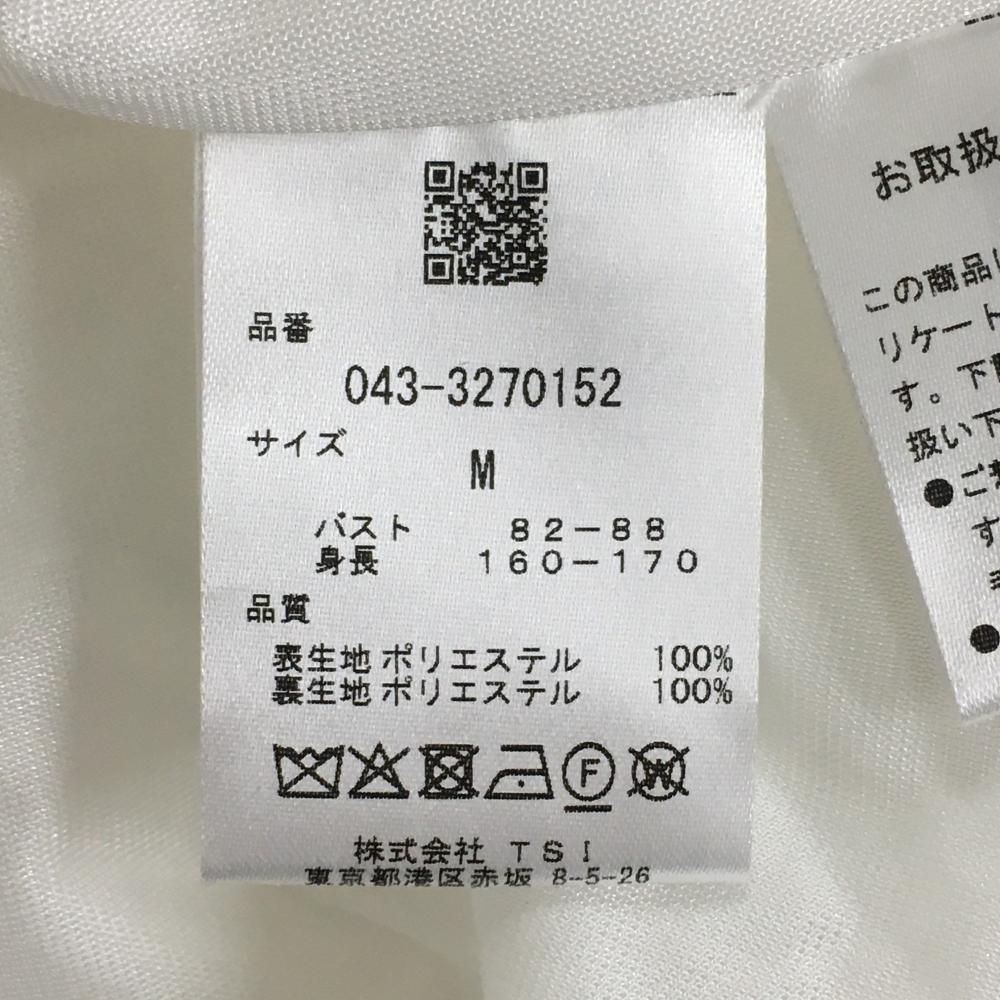 品番
043-3270152
サイズ
M
バスト 82-88
身長 160-170
品質
表生地 ポリエステル 100%
裏生地 ポリエステル 100%
F
W
株式会社 TSI
東京都港区赤坂 8-5-26
お取扱
この商品
リケート
す。下
扱い下
●ご
す
●